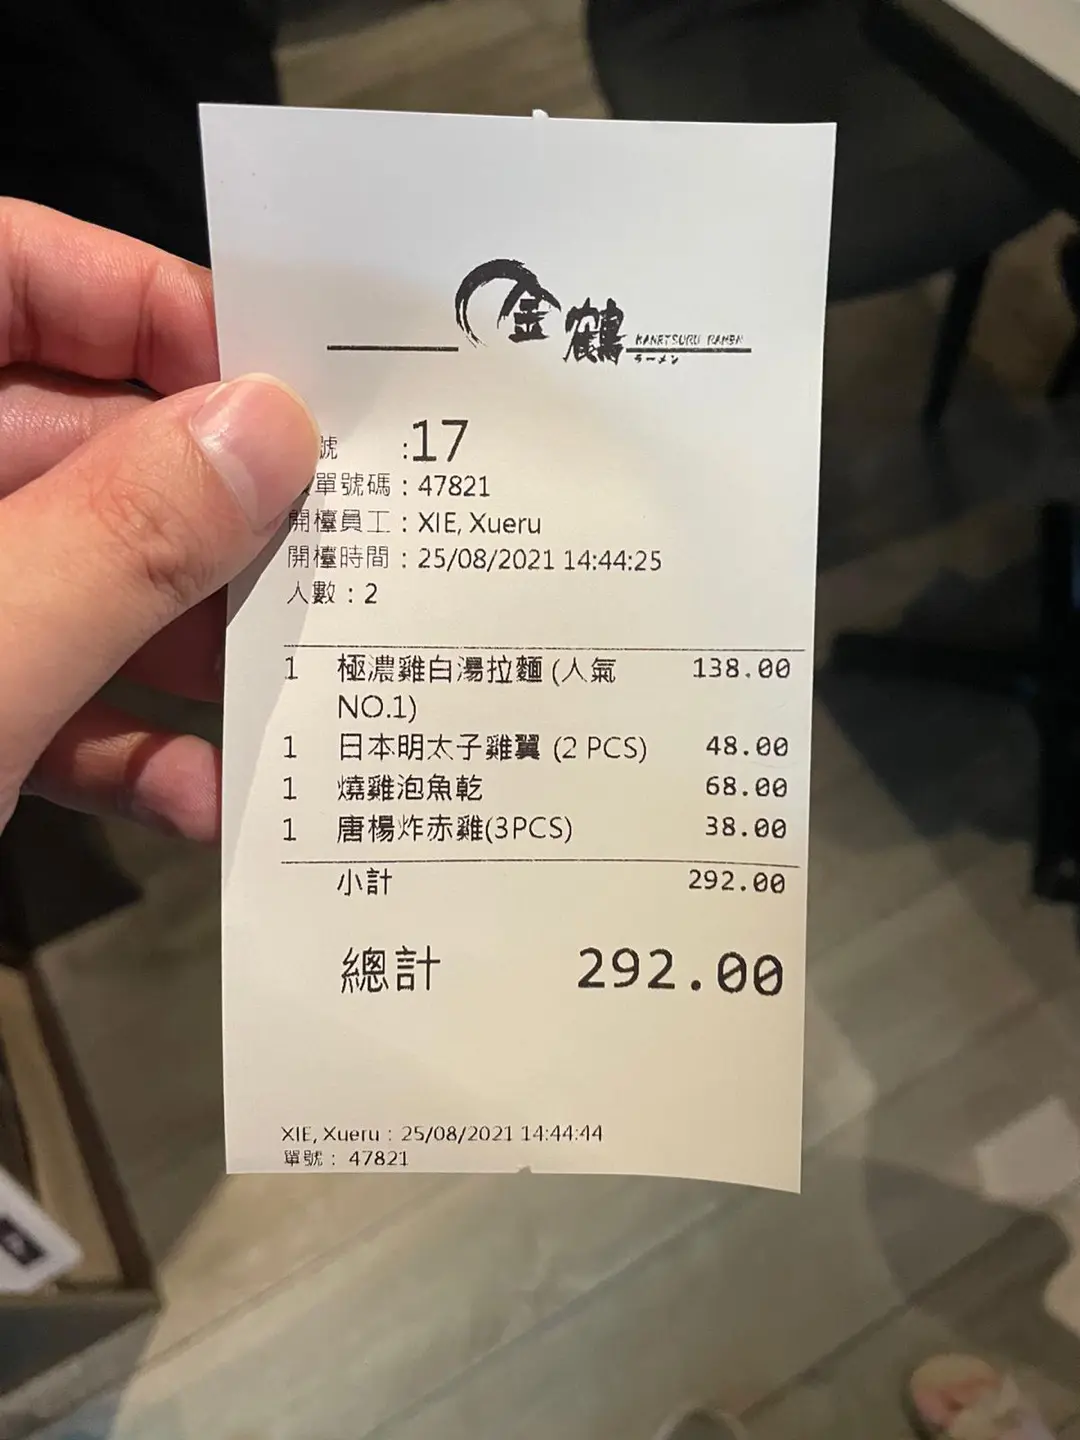 金鶴 KANETSURU RAMEN
ラーメン
號 :17
單號碼 : 47821
開檯員工 : XIE, Xueru
開檯時間 : 25/08/2021 14:44:25
人數 : 2
1 極濃雞白湯拉麵 (人氣 138.00
NO.1)
1 日本明太子雞翼 (2 PCS) 48.00
1 燒雞泡魚乾 68.00
1 唐楊炸赤雞(3PCS) 38.00
小計 292.00
總計 292.00
XIE, Xueru : 25/08/2021 14:44:44
單號 : 47821